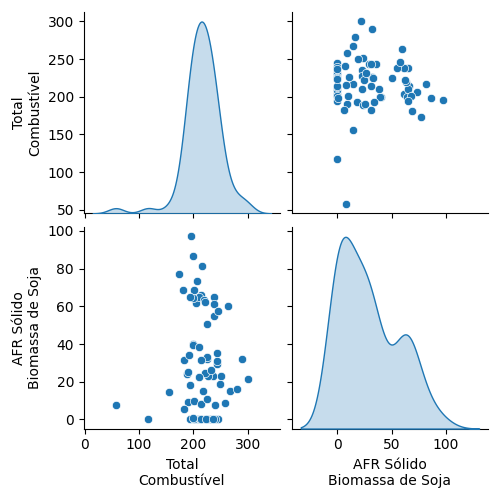 300
250
200
150
100
50
Total
Combustível
100
80
60
40
20
0
AFR Sólido
Biomassa de Soja
0 100 200 300
Total
Combustível
0 50 100
AFR Sólido
Biomassa de Soja